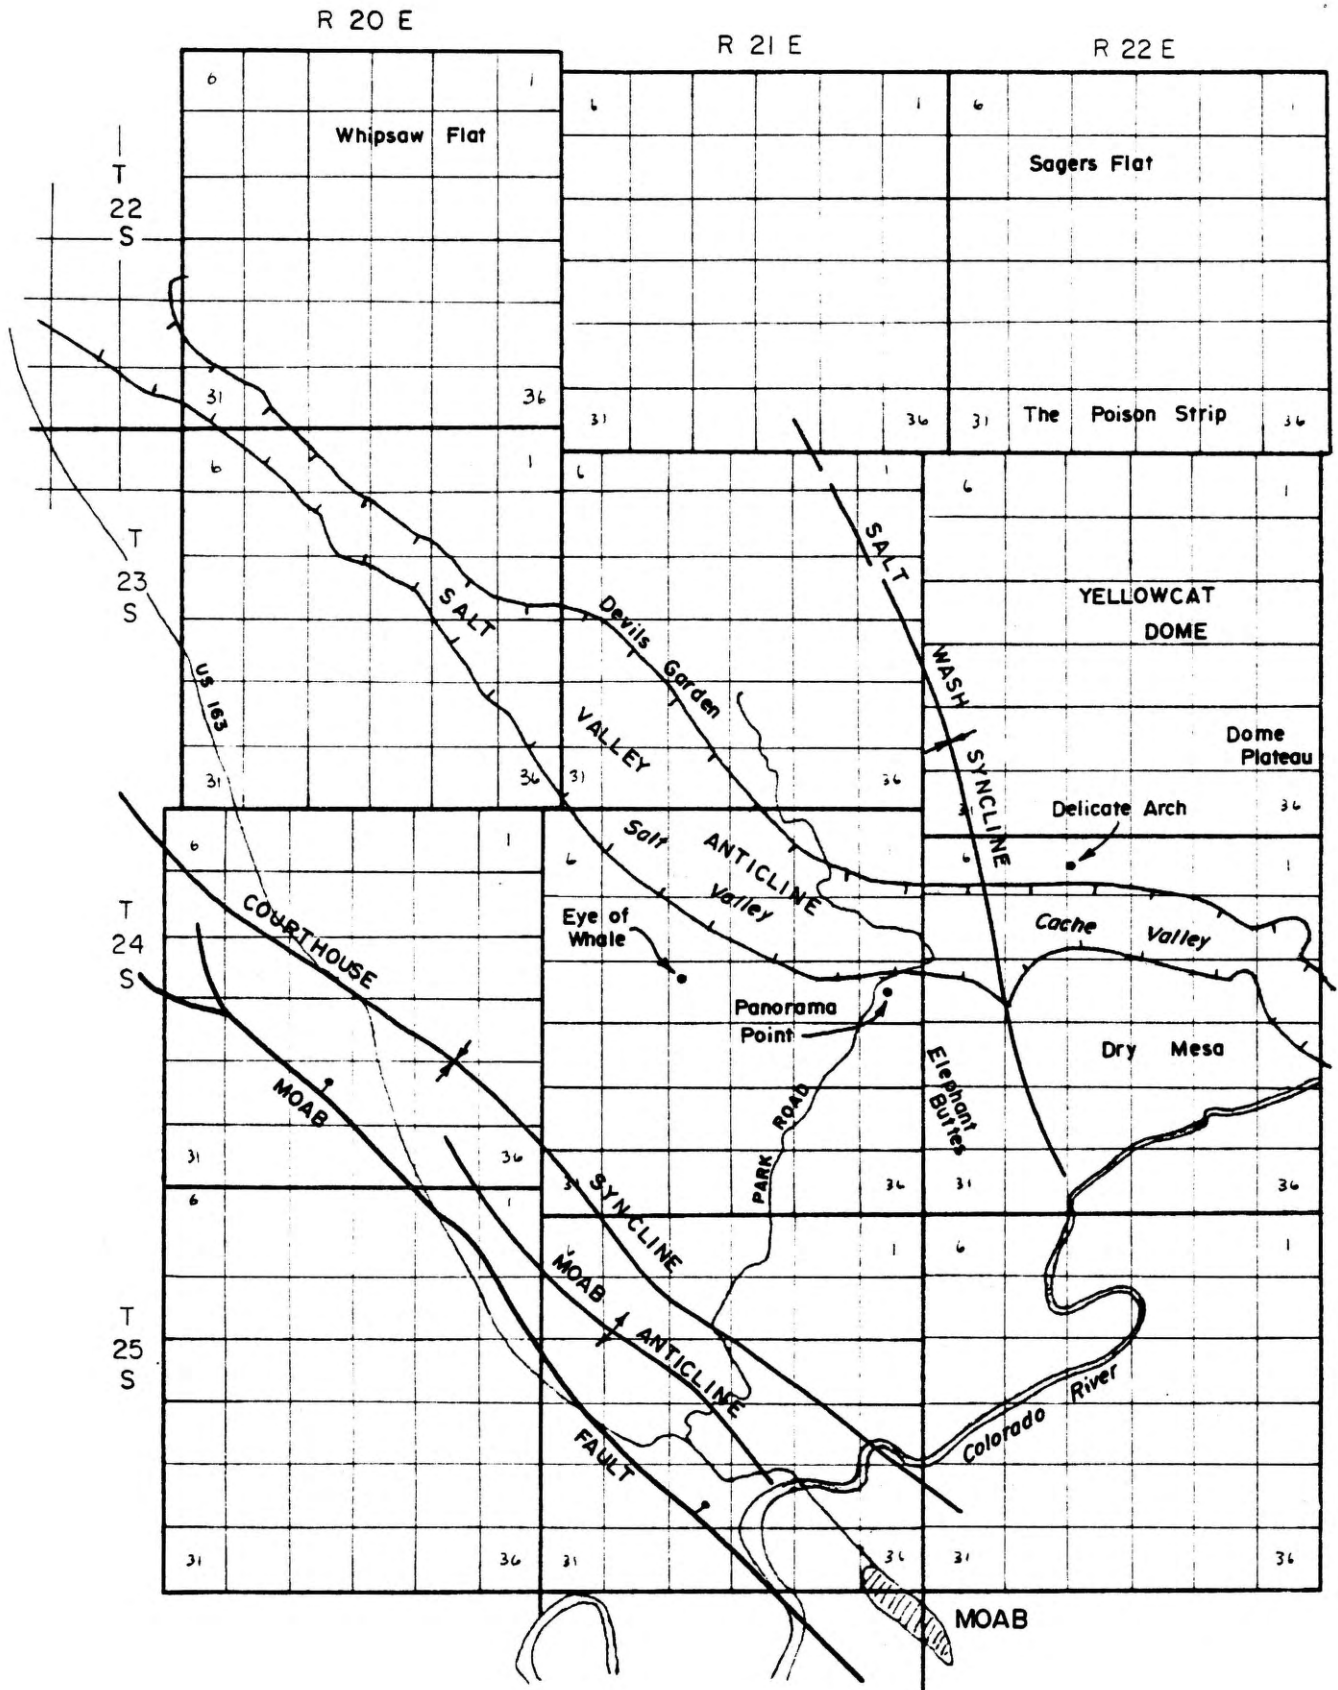 R 20 E
R 21 E
R 22 E
6
1
6
1
6
1
Whipsaw Flat
Sagers Flat
T
22
S
31
36
31
36
31
The Poison Strip
36
6
1
6
1
6
1
T
23
S
SALT
VALLEY
ANTICLINE
Devils Garden
SALT
WASH
SYNCLINE
YELLOWCAT
DOME
US 163
Dome
Plateau
31
36
31
36
36
Delicate Arch
6
1
6
6
1
Salt
Valley
T
24
S
COURTHOUSE
SYNCLINE
Eye of
Whale
Cache Valley
Panorama
Point
Elephant
Buttes
Dry Mesa
MOAB
FAULT
PARK ROAD
31
36
31
36
31
36
6
1
6
1
6
1
MOAB
ANTICLINE
T
25
S
Colorado River
31
36
31
36
31
36
MOAB